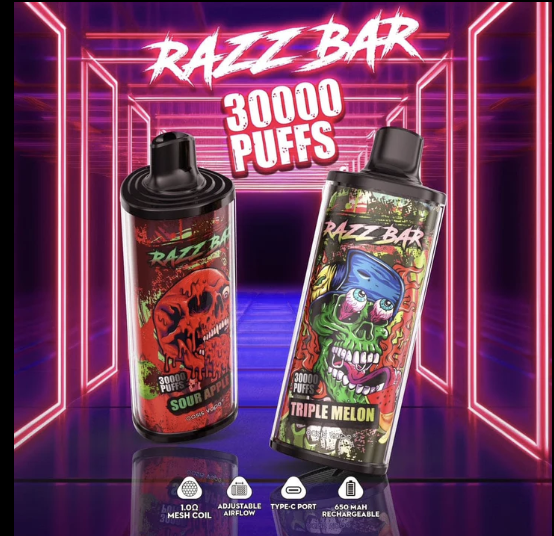 RAZZ BAR
30000
PUFFS
RAZZ BAR
30000
PUFFS
SOUR APPLE
RAZZ BAR
30000
PUFFS
TRIPLE MELON
1.0Ω
MESH COIL
ADJUSTABLE
AIRFLOW
TYPE-C PORT
650 MAH
RECHARGEABLE